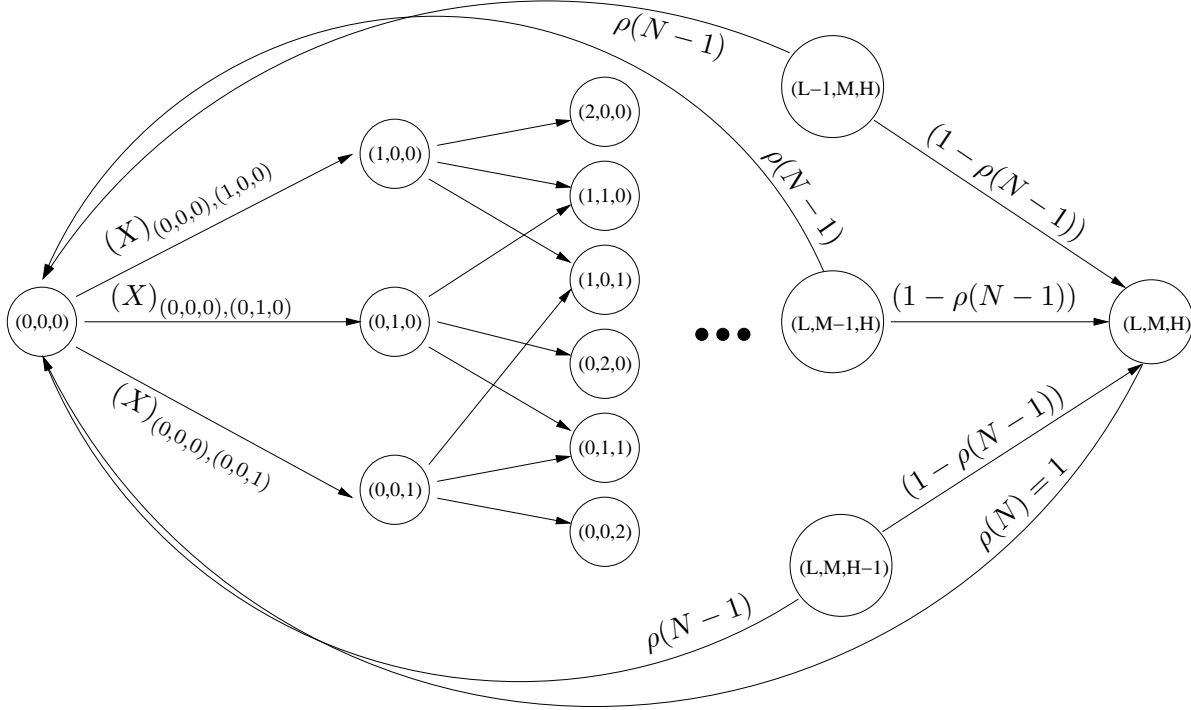 ρ(N − 1)
(L−1,M,H)
(2,0,0)
(1,0,0)
(1 − ρ(N − 1))
ρ(N − 1)
(X)(0,0,0),(1,0,0)
(1,1,0)
(1,0,1)
(X)(0,0,0),(0,1,0)
(1 − ρ(N − 1))
(0,0,0)
(0,1,0)
(L,M−1,H)
(L,M,H)
(0,2,0)
(X)(0,0,0),(0,0,1)
(1 − ρ(N − 1))
(0,1,1)
(0,0,1)
ρ(N) = 1
(0,0,2)
(L,M,H−1)
ρ(N − 1)